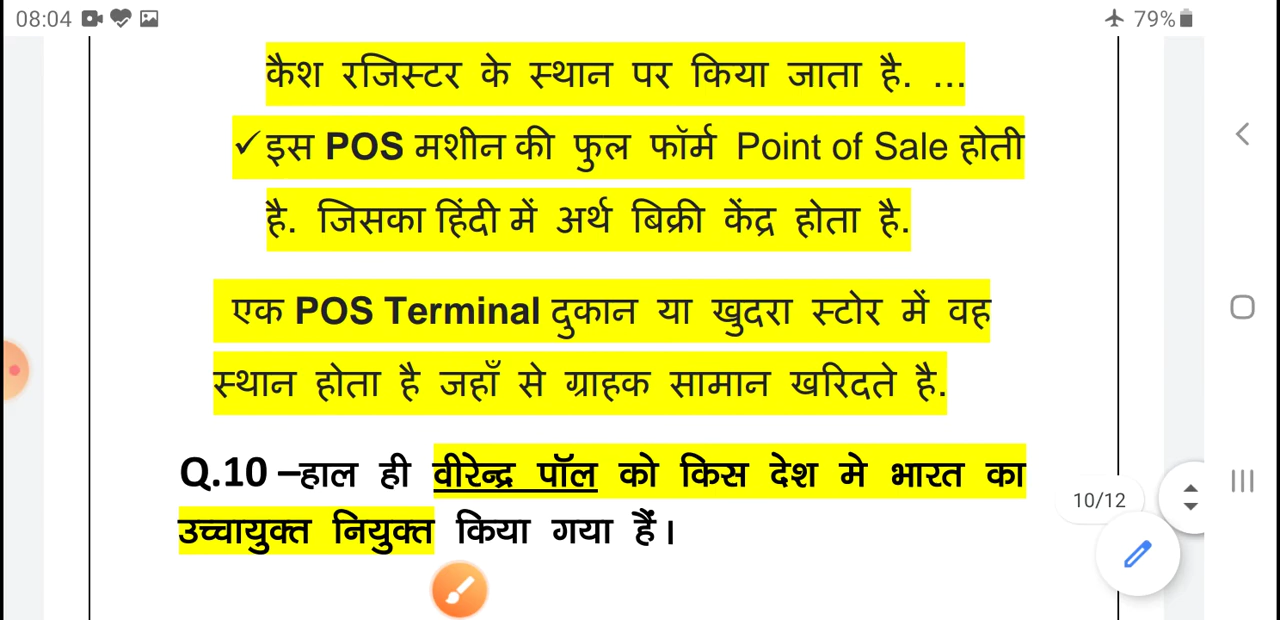 08:04
79%
कैश रजिस्टर के स्थान पर किया जाता है. ...
✓इस POS मशीन की फुल फॉर्म Point of Sale होती
है. जिसका हिंदी में अर्थ बिक्री केंद्र होता है.
एक POS Terminal दुकान या खुदरा स्टोर में वह
स्थान होता है जहाँ से ग्राहक सामान खरिदते है.
Q.10 –हाल ही वीरेन्द्र पॉल को किस देश मे भारत का
उच्चायुक्त नियुक्त किया गया हैं।
10/12